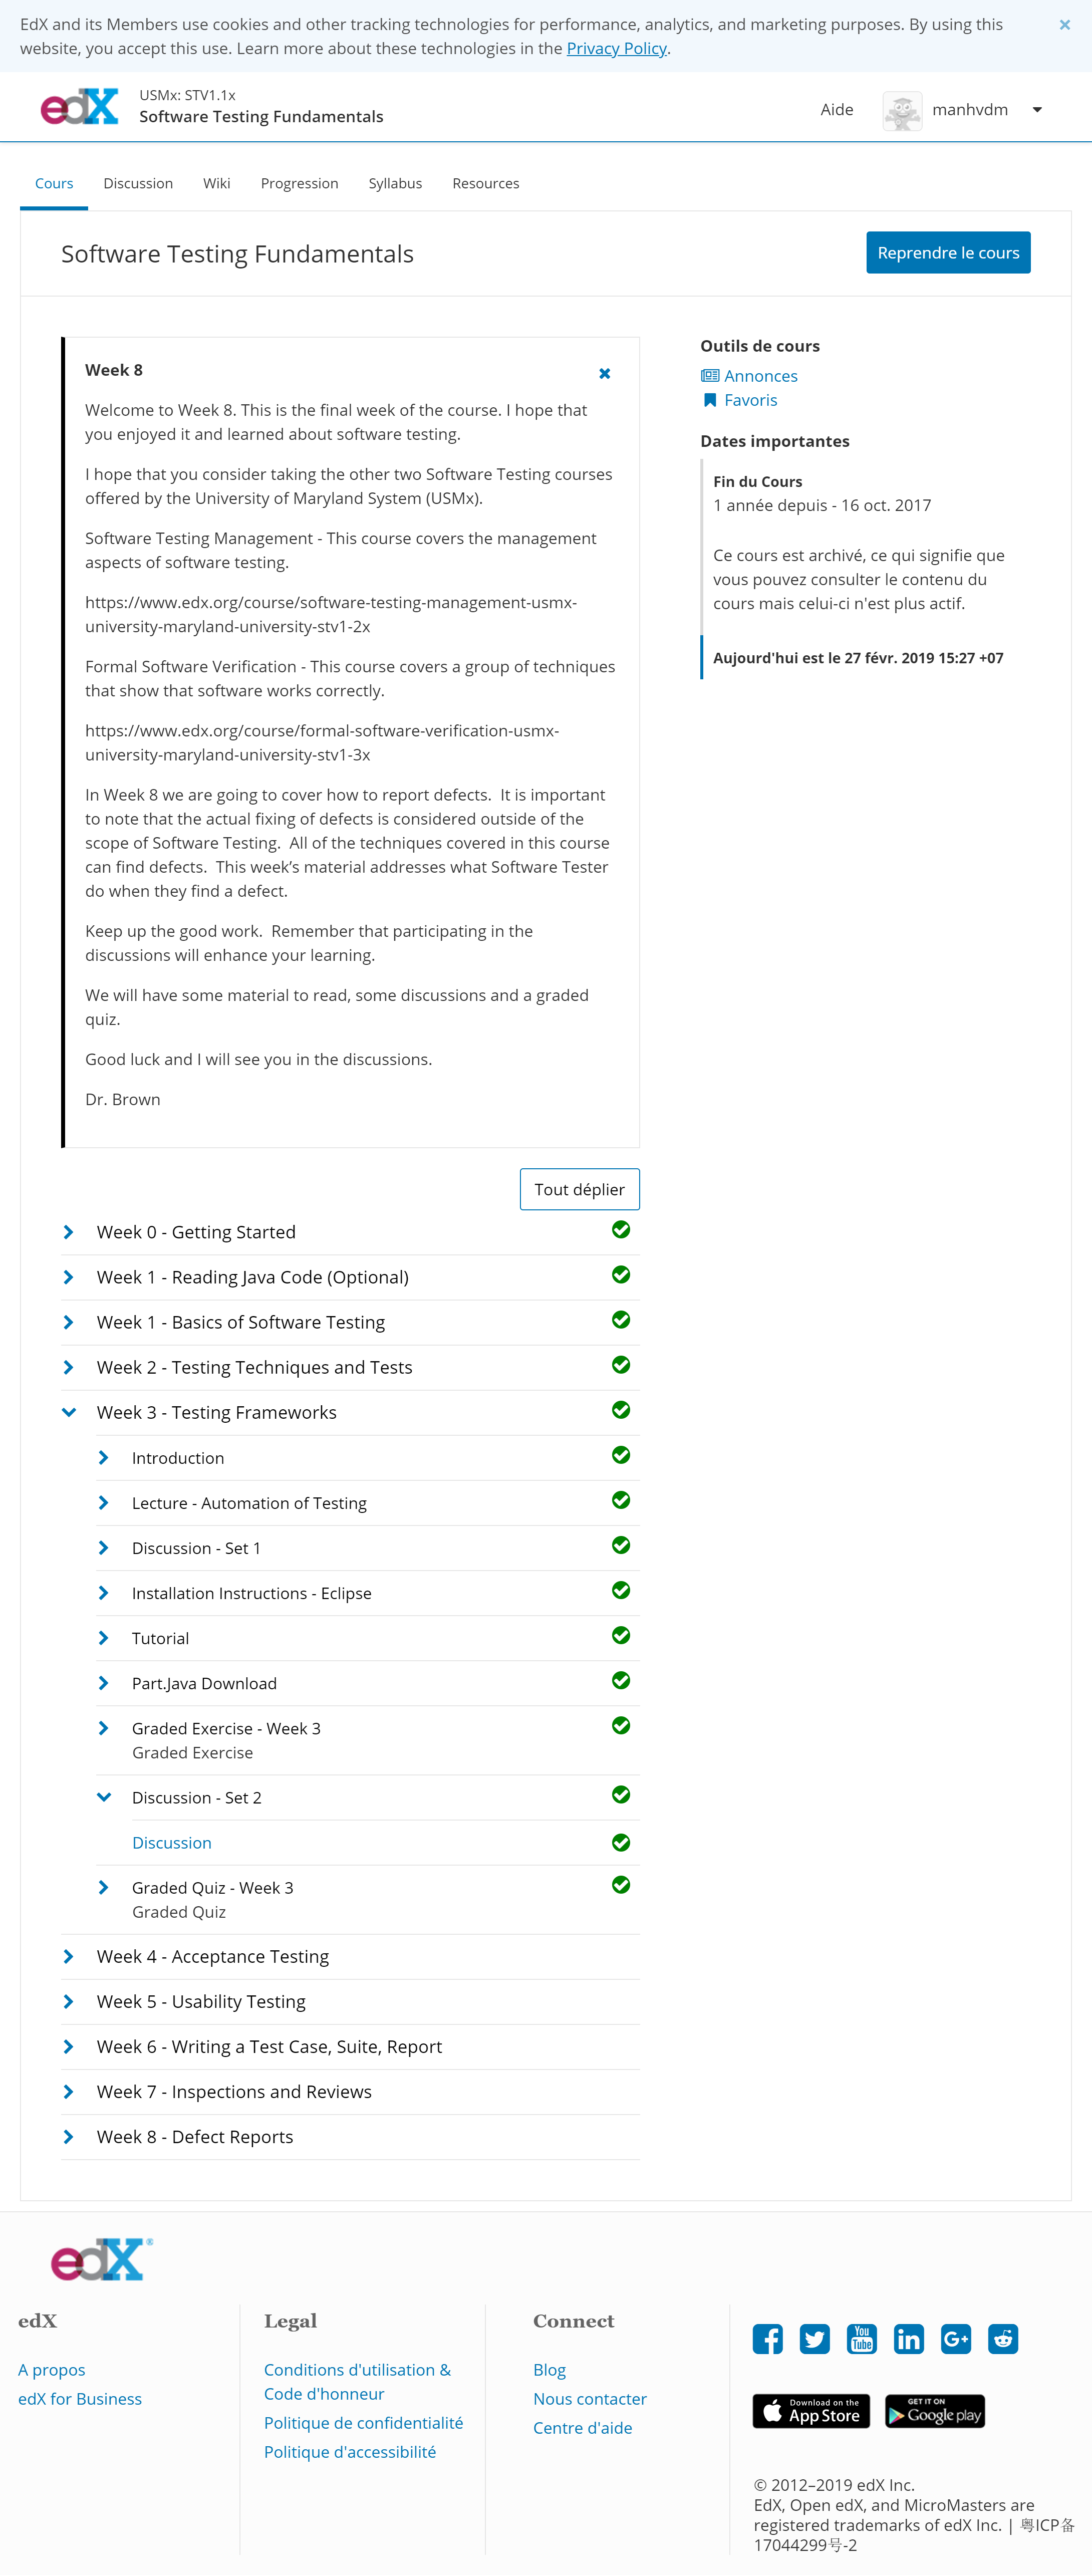 EdX and its Members use cookies and other tracking technologies for performance, analytics, and marketing purposes. By using this
website, you accept this use. Learn more about these technologies in the Privacy Policy.
edX
USMx: STV1.1x
Software Testing Fundamentals
Aide
manhvdm
Cours
Discussion
Wiki
Progression
Syllabus
Resources
Software Testing Fundamentals
Reprendre le cours
Week 8
Welcome to Week 8. This is the final week of the course. I hope that
you enjoyed it and learned about software testing.
I hope that you consider taking the other two Software Testing courses
offered by the University of Maryland System (USMx).
Software Testing Management - This course covers the management
aspects of software testing.
https://www.edx.org/course/software-testing-management-usmx-
university-maryland-university-stv1-2x
Formal Software Verification - This course covers a group of techniques
that show that software works correctly.
https://www.edx.org/course/formal-software-verification-usmx-
university-maryland-university-stv1-3x
In Week 8 we are going to cover how to report defects.  It is important
to note that the actual fixing of defects is considered outside of the
scope of Software Testing.  All of the techniques covered in this course
can find defects.  This week’s material addresses what Software Tester
do when they find a defect.
Keep up the good work.  Remember that participating in the
discussions will enhance your learning.
We will have some material to read, some discussions and a graded
quiz.
Good luck and I will see you in the discussions.
Dr. Brown
Outils de cours
Annonces
Favoris
Dates importantes
Fin du Cours
1 année depuis - 16 oct. 2017
Ce cours est archivé, ce qui signifie que
vous pouvez consulter le contenu du
cours mais celui-ci n'est plus actif.
Aujourd'hui est le 27 févr. 2019 15:27 +07
Tout déplier
Week 0 - Getting Started
Week 1 - Reading Java Code (Optional)
Week 1 - Basics of Software Testing
Week 2 - Testing Techniques and Tests
Week 3 - Testing Frameworks
Introduction
Lecture - Automation of Testing
Discussion - Set 1
Installation Instructions - Eclipse
Tutorial
Part.Java Download
Graded Exercise - Week 3
Graded Exercise
Discussion - Set 2
Discussion
Graded Quiz - Week 3
Graded Quiz
Week 4 - Acceptance Testing
Week 5 - Usability Testing
Week 6 - Writing a Test Case, Suite, Report
Week 7 - Inspections and Reviews
Week 8 - Defect Reports
edX®
edX
A propos
edX for Business
Legal
Conditions d'utilisation &
Code d'honneur
Politique de confidentialité
Politique d'accessibilité
Connect
Blog
Nous contacter
Centre d'aide
You
Tube
in
G+
Download on the
App Store
GET IT ON
Google play
© 2012–2019 edX Inc.
EdX, Open edX, and MicroMasters are
registered trademarks of edX Inc. | 粤ICP备
17044299号-2